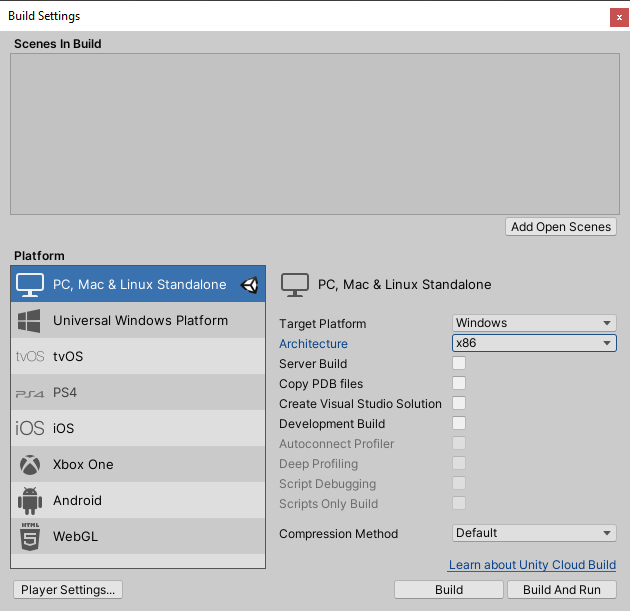 Build Settings
x
Scenes In Build
Add Open Scenes
Platform
PC, Mac & Linux Standalone
Universal Windows Platform
tvOS tvOS
PS4 PS4
iOS iOS
Xbox One
Android
HTML 5 WebGL
PC, Mac & Linux Standalone
Target Platform Windows
Architecture x86
Server Build
Copy PDB files
Create Visual Studio Solution
Development Build
Autoconnect Profiler
Deep Profiling
Script Debugging
Scripts Only Build
Compression Method Default
Learn about Unity Cloud Build
Player Settings... Build Build And Run